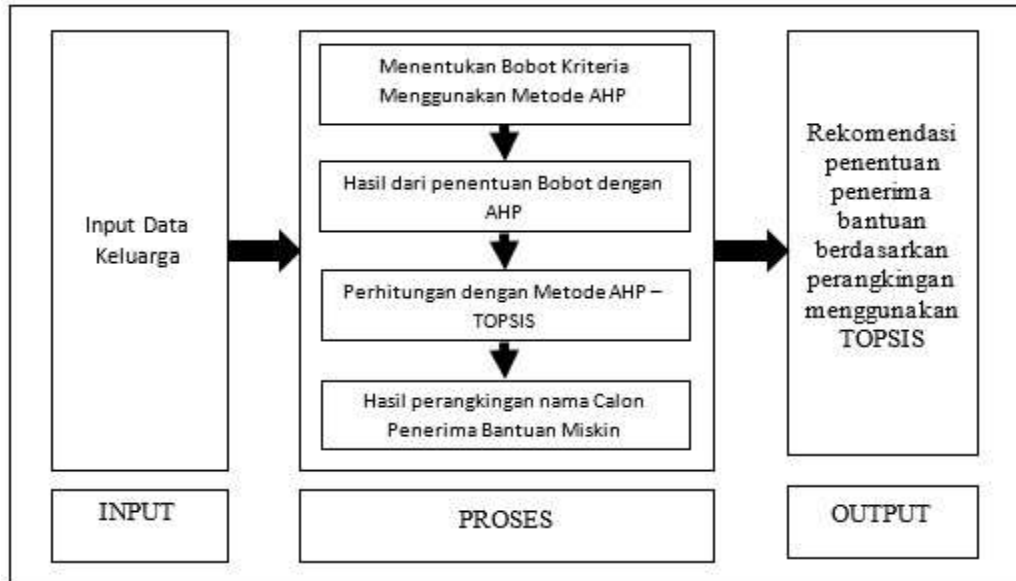 Input Data
Keluarga
Menentukan Bobot Kriteria
Menggunakan Metode AHP
Hasil dari penentuan Bobot dengan
AHP
Perhitungan dengan Metode AHP –
TOPSIS
Hasil perangkingan nama Calon
Penerima Bantuan Miskin
Rekomendasi
penentuan
penerima
bantuan
berdasarkan
perangkingan
menggunakan
TOPSIS
INPUT
PROSES
OUTPUT